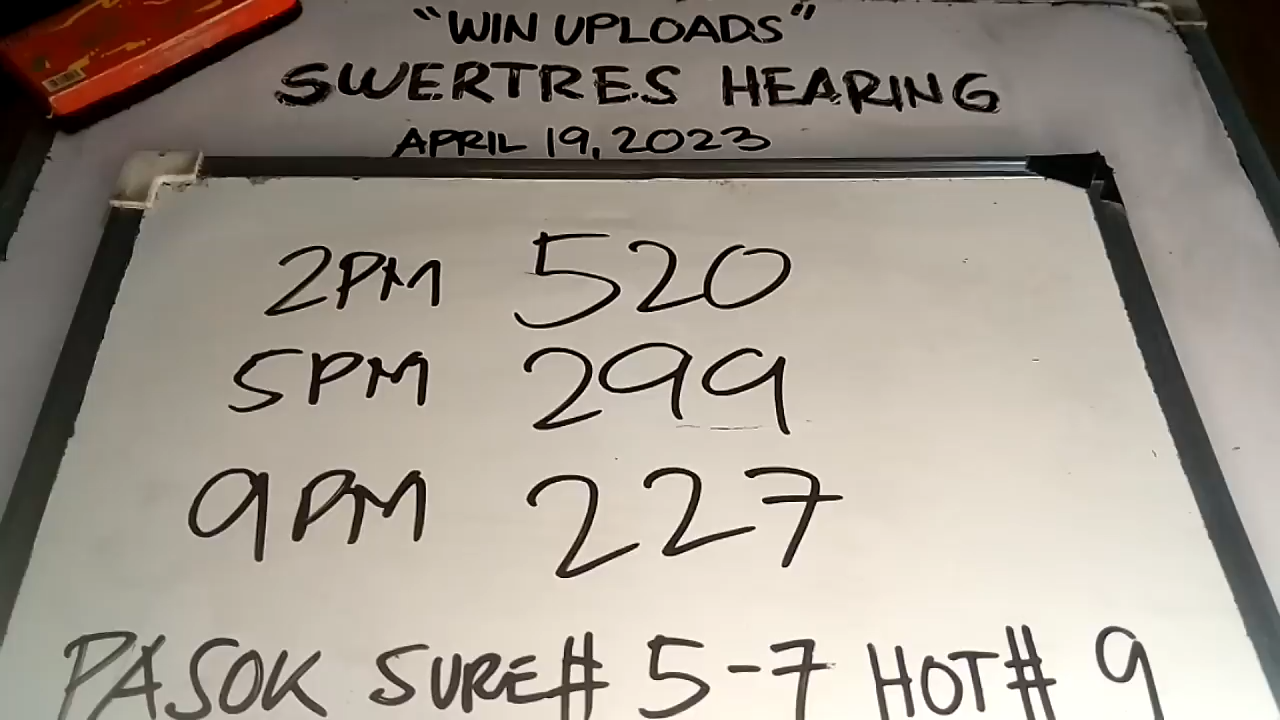 "WIN UPLOADS"
SWERTRES HEARING
APRIL 19, 2023
2PM 520
5PM 299
9PM 227
PASOK SURE# 5-7 HOT# 9